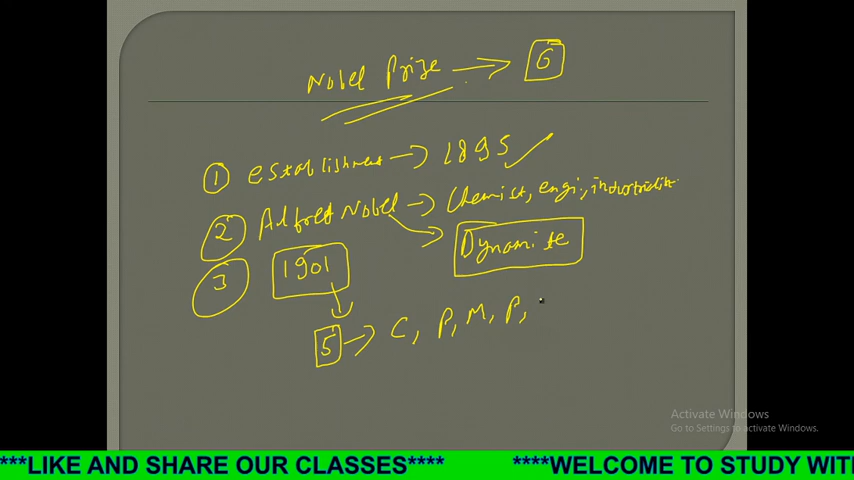 Nobel Prize → 6
① establishment → 1895 ✓
② Alfred Nobel → Chemist, engi., industrialist
Dynamite
③ 1901
5 → C, P, M, P,
Activate Windows
Go to Settings to activate Windows.
***LIKE AND SHARE OUR CLASSES**** ****WELCOME TO STUDY WIT